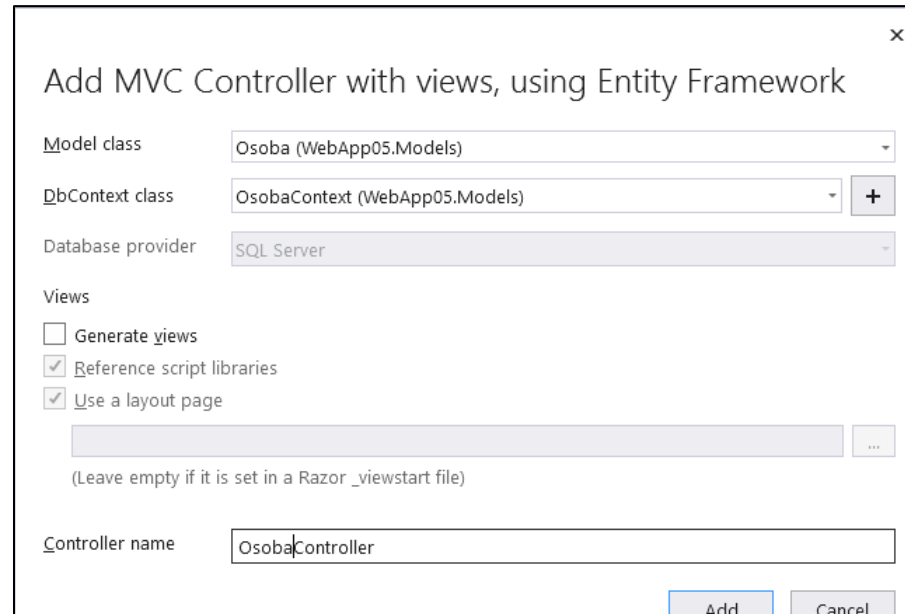 Add MVC Controller with views, using Entity Framework
Model class Osoba (WebApp05.Models)
DbContext class OsobaContext (WebApp05.Models) +
Database provider SQL Server
Views
Generate views
Reference script libraries
Use a layout page
...
(Leave empty if it is set in a Razor _viewstart file)
Controller name OsobaController
Add Cancel